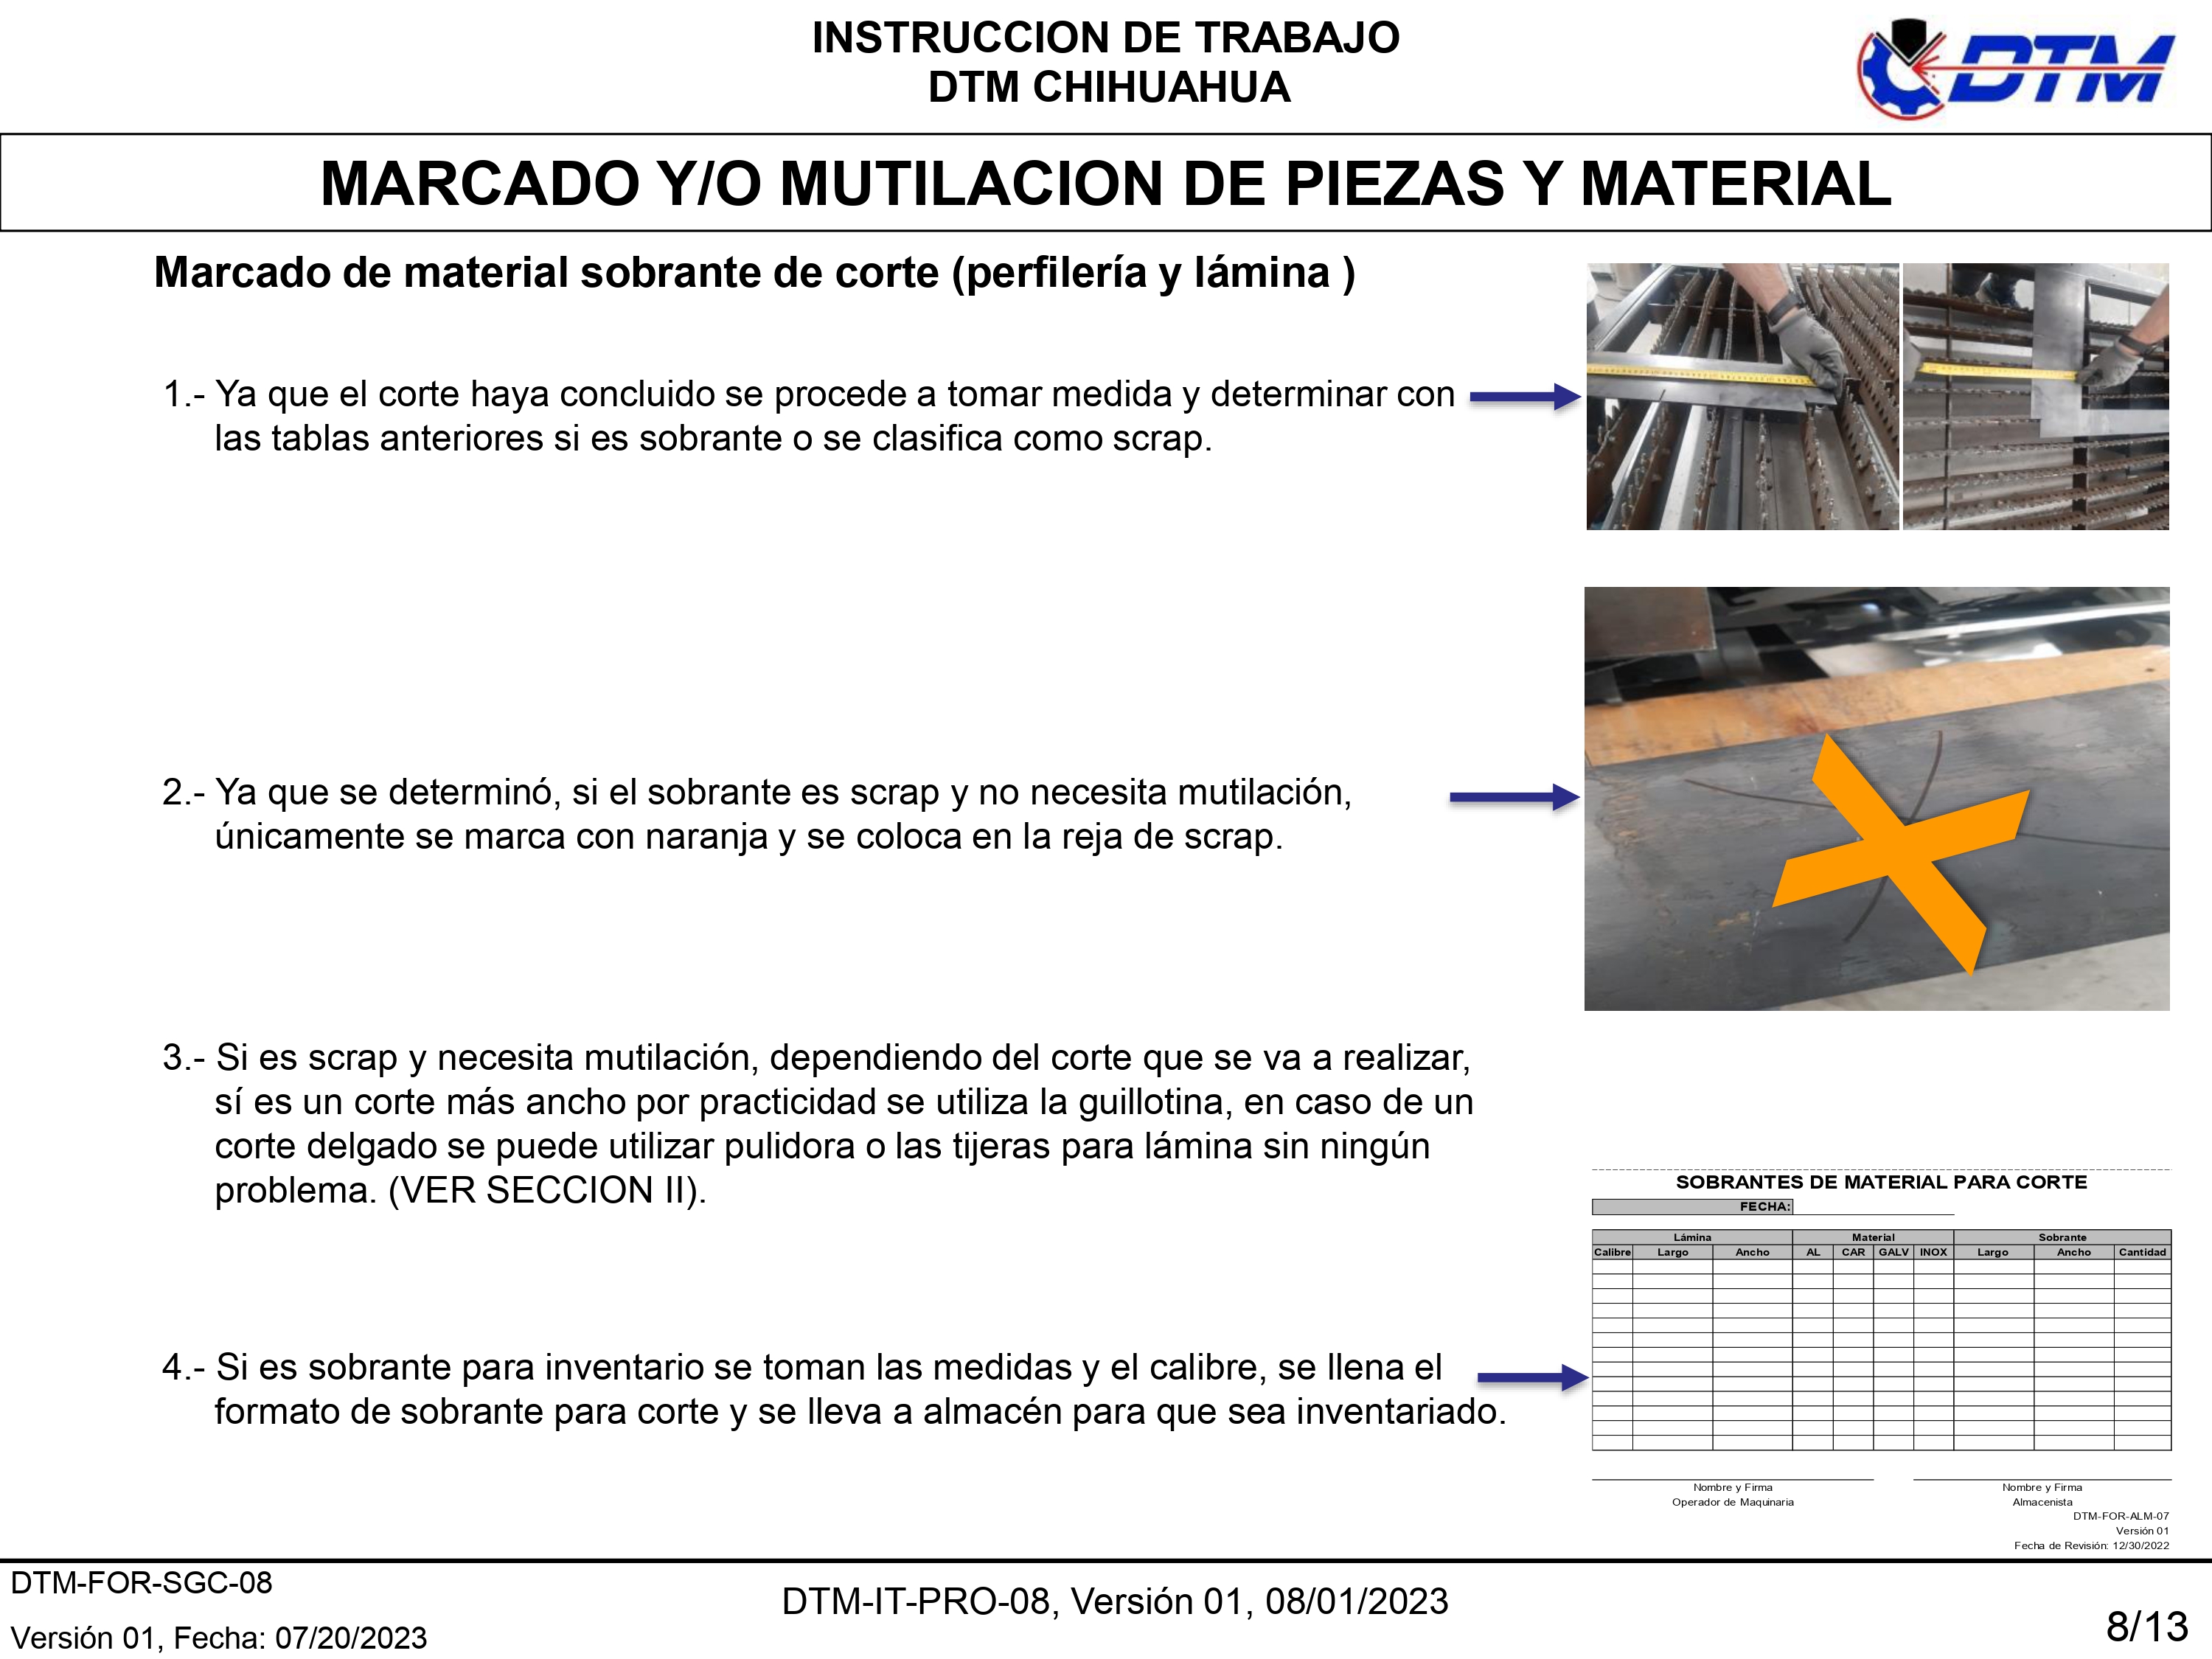 INSTRUCCION DE TRABAJO
DTM CHIHUAHUA
DTM
MARCADO Y/O MUTILACION DE PIEZAS Y MATERIAL
Marcado de material sobrante de corte (perfilería y lámina )
1.- Ya que el corte haya concluido se procede a tomar medida y determinar con
las tablas anteriores si es sobrante o se clasifica como scrap.
2.- Ya que se determinó, si el sobrante es scrap y no necesita mutilación,
únicamente se marca con naranja y se coloca en la reja de scrap.
3.- Si es scrap y necesita mutilación, dependiendo del corte que se va a realizar,
sí es un corte más ancho por practicidad se utiliza la guillotina, en caso de un
corte delgado se puede utilizar pulidora o las tijeras para lámina sin ningún
problema. (VER SECCION II).
4.- Si es sobrante para inventario se toman las medidas y el calibre, se llena el
formato de sobrante para corte y se lleva a almacén para que sea inventariado.
SOBRANTES DE MATERIAL PARA CORTE
FECHA:
Lámina Material Sobrante
Calibre Largo Ancho AL CAR GALV INOX Largo Ancho Cantidad
Nombre y Firma Nombre y Firma
Operador de Maquinaria Almacenista
DTM-FOR-ALM-07
Versión 01
Fecha de Revisión: 12/30/2022
DTM-FOR-SGC-08
Versión 01, Fecha: 07/20/2023
DTM-IT-PRO-08, Versión 01, 08/01/2023
8/13